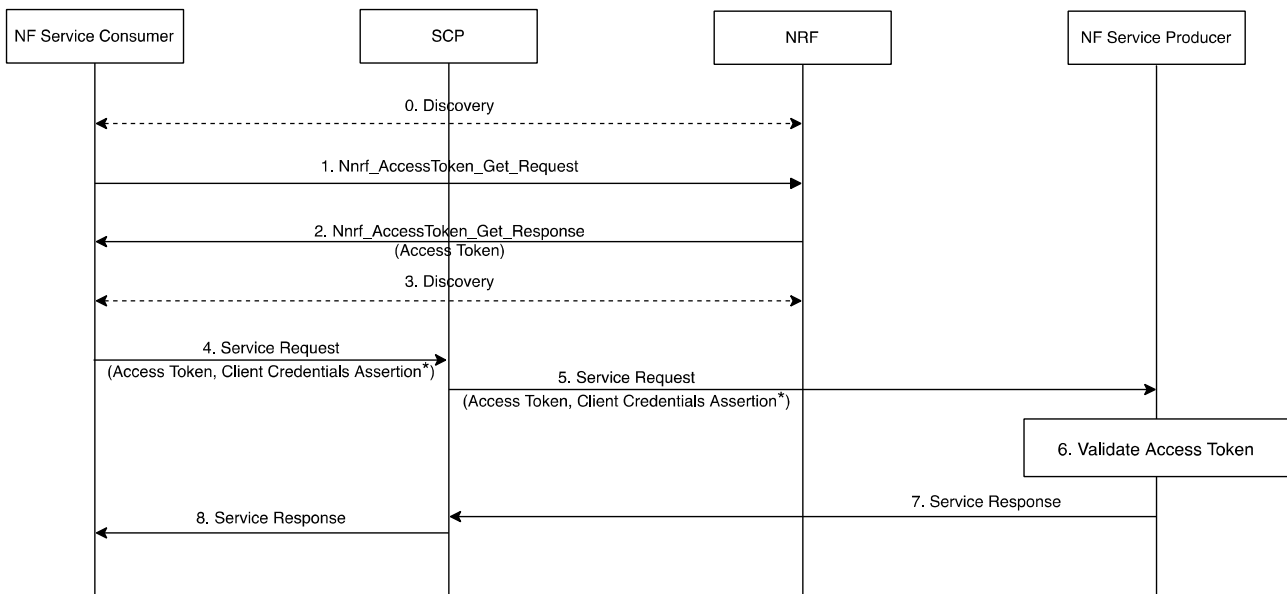 NF Service Consumer
SCP
NRF
NF Service Producer
0. Discovery
1. Nnrf_AccessToken_Get_Request
2. Nnrf_AccessToken_Get_Response
(Access Token)
3. Discovery
4. Service Request
(Access Token, Client Credentials Assertion*)
5. Service Request
(Access Token, Client Credentials Assertion*)
6. Validate Access Token
7. Service Response
8. Service Response